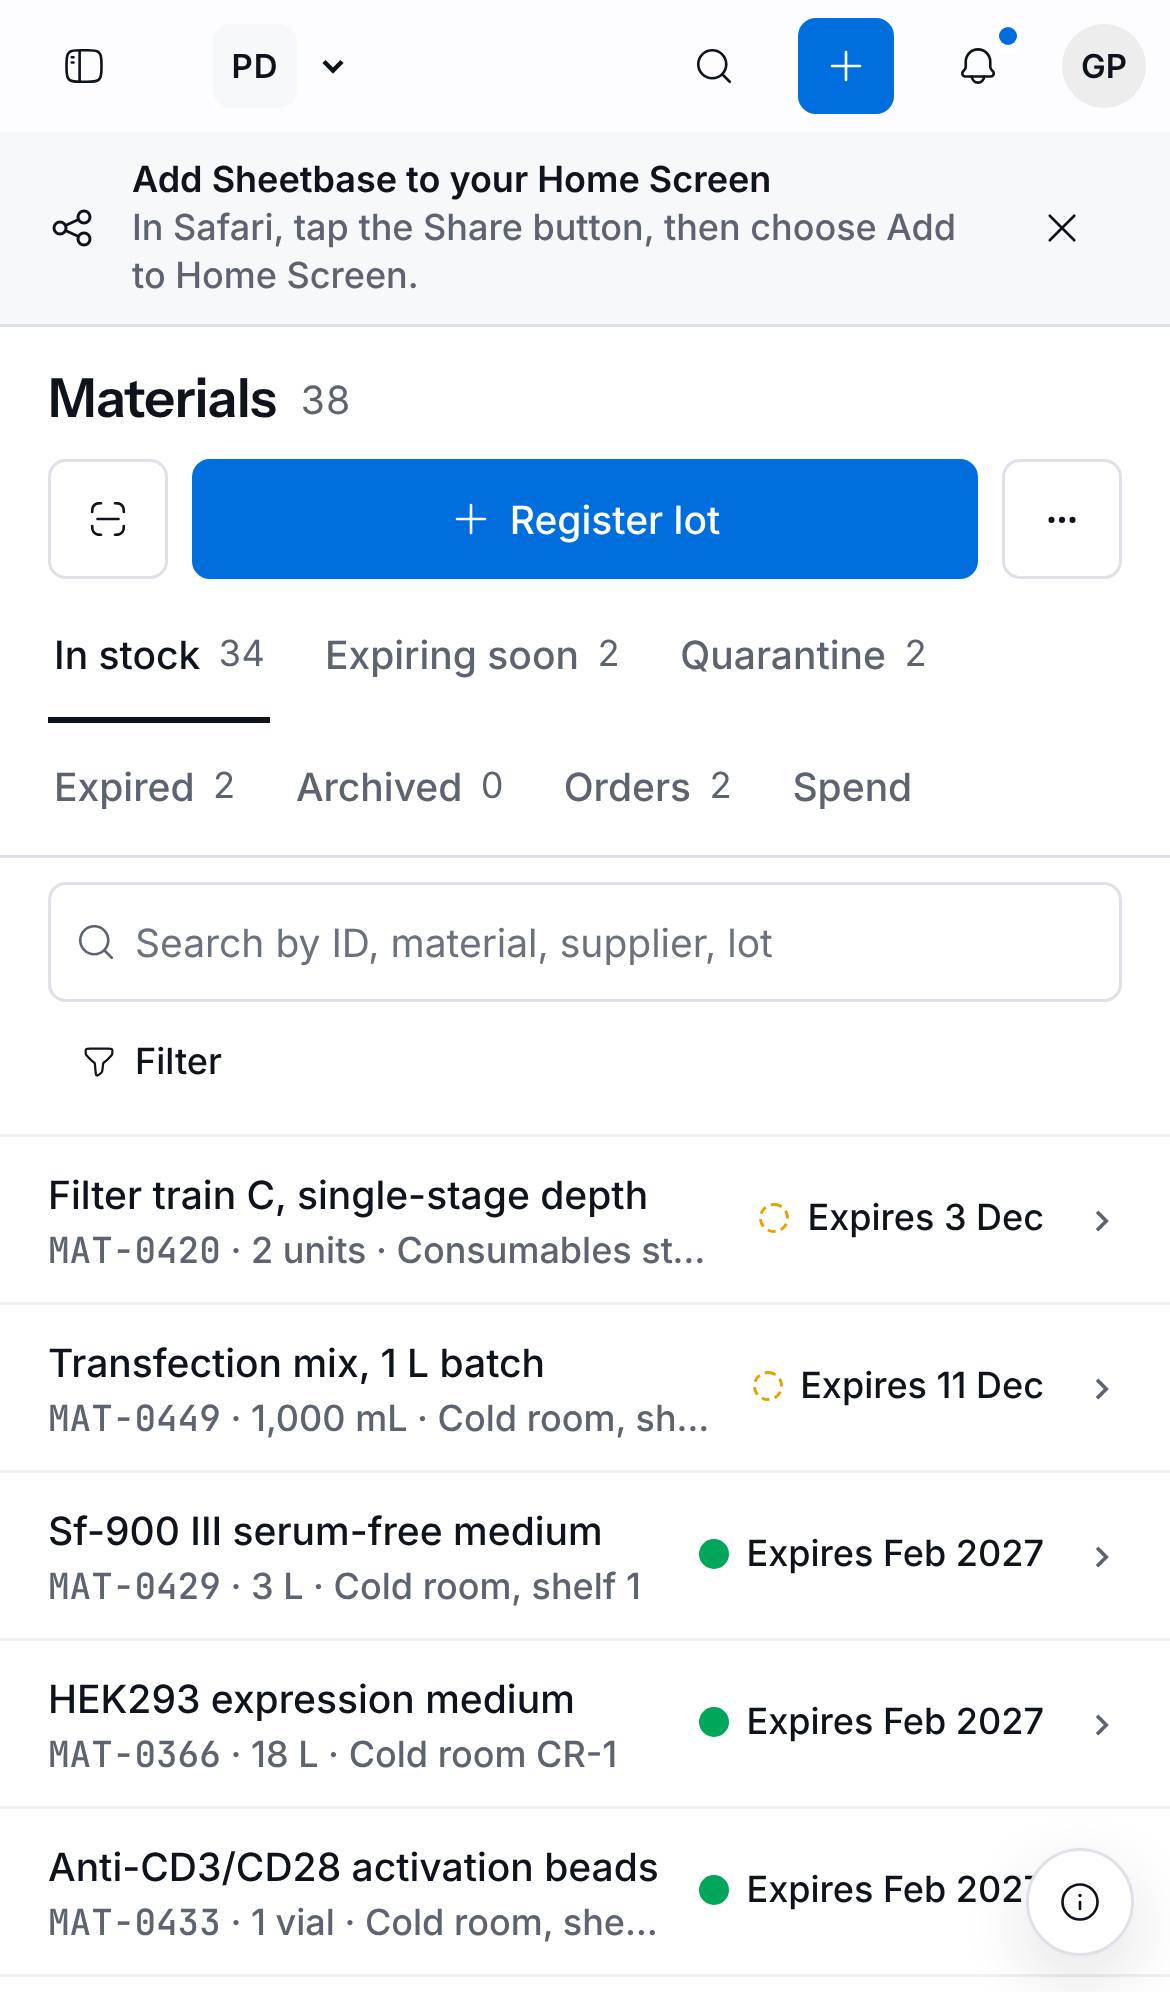 PD
GP
Add Sheetbase to your Home Screen
In Safari, tap the Share button, then choose Add
to Home Screen.
Materials 38
Register lot
In stock 34 Expiring soon 2 Quarantine 2
Expired 2 Archived 0 Orders 2 Spend
Search by ID, material, supplier, lot
Filter
Filter train C, single-stage depth
MAT-0420 · 2 units · Consumables st...
Expires 3 Dec
Transfection mix, 1 L batch
MAT-0449 · 1,000 mL · Cold room, sh...
Expires 11 Dec
Sf-900 III serum-free medium
MAT-0429 · 3 L · Cold room, shelf 1
Expires Feb 2027
HEK293 expression medium
MAT-0366 · 18 L · Cold room CR-1
Expires Feb 2027
Anti-CD3/CD28 activation beads
MAT-0433 · 1 vial · Cold room, she...
Expires Feb 2027